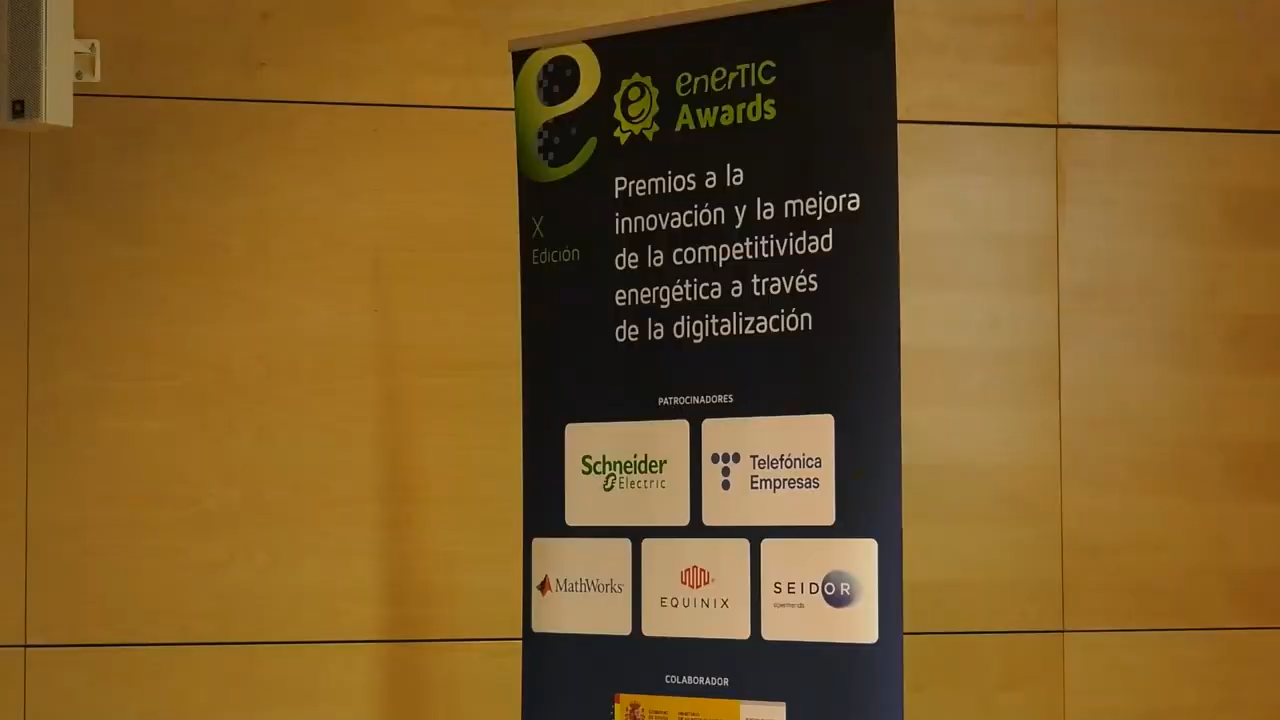 enerTIC
Awards
Premios a la
innovación y la mejora
de la competitividad
energética a través
de la digitalización
X
Edición
PATROCINADORES
Schneider
Electric
Telefónica
Empresas
MathWorks
EQUINIX
SEIDOR
COLABORADOR